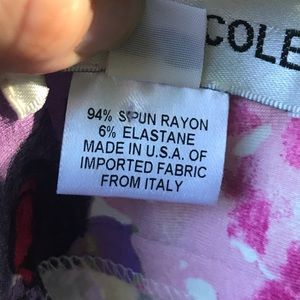 COLE
94% SPUN RAYON
6% ELASTANE
MADE IN U.S.A. OF
IMPORTED FABRIC
FROM ITALY